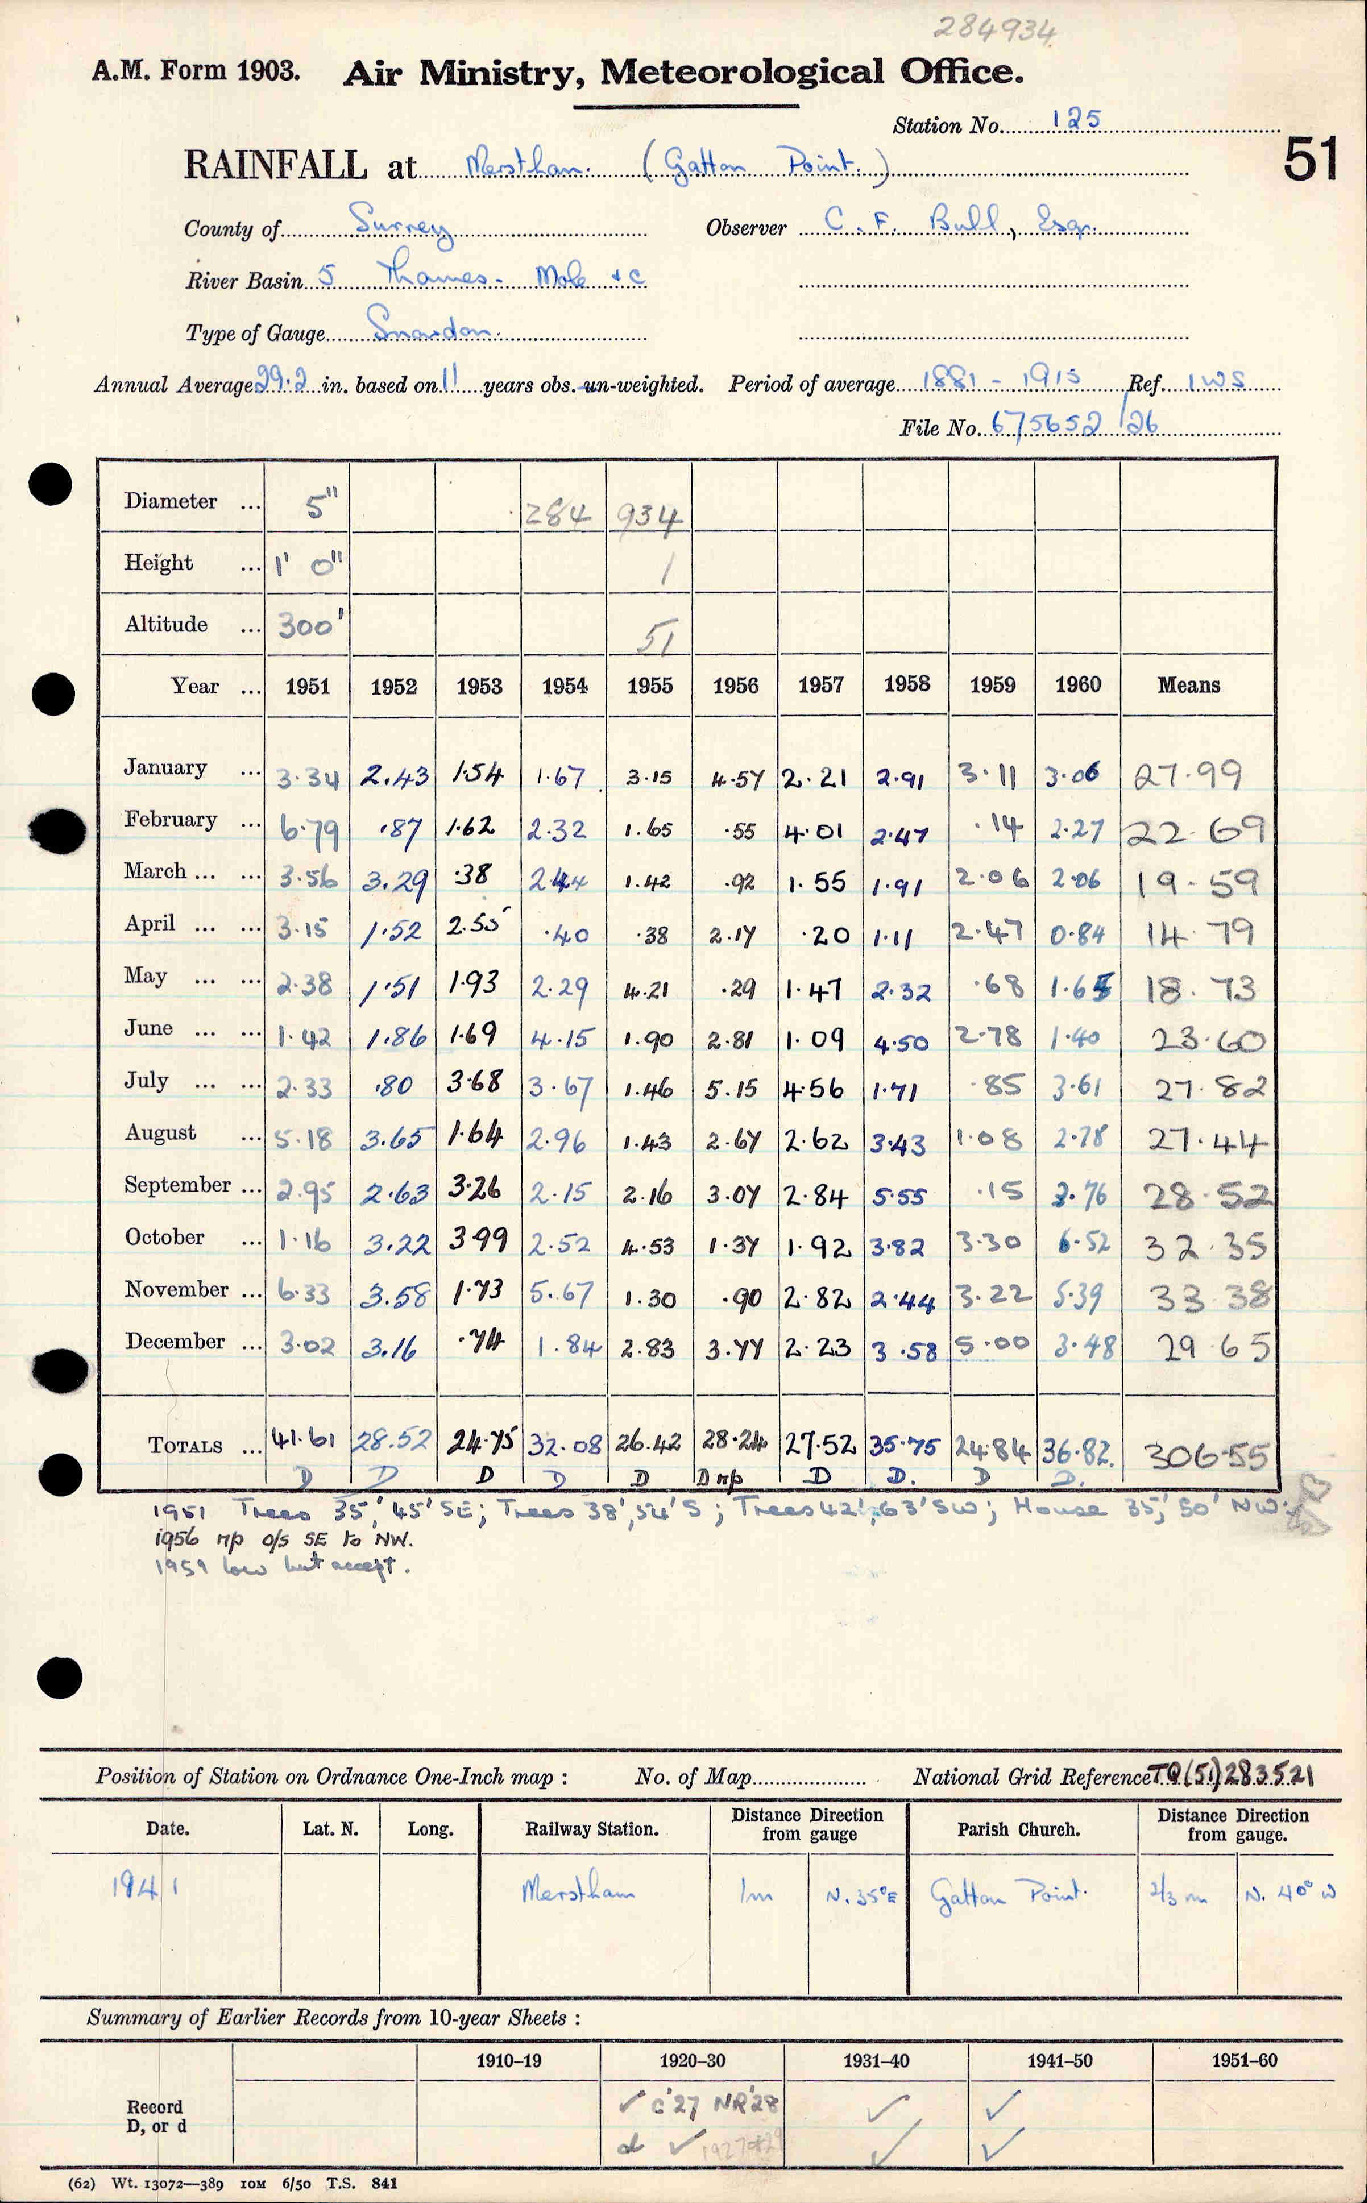 284934
A.M. Form 1903. Air Ministry, Meteorological Office.
Station No. 125
51
RAINFALL at Merstham. (Gatton Point.)
County of Surrey Observer C. F. Bull, Esqr.
River Basin 5 Thames - Mole &c
Type of Gauge Snowdon.
Annual Average 29.2 in. based on 11 years obs. un-weighted. Period of average 1881 - 1915 Ref. IWS
File No. 675652/26
Diameter ... 5" 284 934
Height ... 1' 0" 1
Altitude ... 300' 51
Year ... 1951 1952 1953 1954 1955 1956 1957 1958 1959 1960 Means
January ... 3.34 2.43 1.54 1.67 3.15 4.57 2.21 2.91 3.11 3.06 27.99
February ... 6.79 .87 1.62 2.32 1.65 .55 4.01 2.47 .14 2.27 22.69
March ... ... 3.56 3.29 .38 2.44 1.42 .92 1.55 1.91 2.06 2.06 19.59
April ... ... 3.15 1.52 2.55 .40 .38 2.17 .20 1.11 2.47 0.84 14.79
May ... ... 2.38 1.51 1.93 2.29 4.21 .29 1.47 2.32 .68 1.65 18.73
June ... ... 1.42 1.86 1.69 4.15 1.90 2.81 1.09 4.50 2.78 1.40 23.60
July ... ... 2.33 .80 3.68 3.67 1.46 5.15 4.56 1.71 .85 3.61 27.82
August ... 5.18 3.65 1.64 2.96 1.43 2.67 2.62 3.43 1.08 2.78 27.44
September ... 2.95 2.63 3.26 2.15 2.16 3.07 2.84 5.55 .15 3.76 28.52
October ... 1.16 3.22 3.99 2.52 4.53 1.37 1.92 3.82 3.30 6.52 32.35
November ... 6.33 3.58 1.73 5.67 1.30 .90 2.82 2.44 3.22 5.39 33.38
December ... 3.02 3.16 .74 1.84 2.83 3.77 2.23 3.58 5.00 3.48 29.65
TOTALS ... 41.61 28.52 24.75 32.08 26.42 28.24 27.52 35.75 24.84 36.82. 306.55
D D D D D D np D D. D D.
1951 Trees 35', 45' SE; Trees 38', 54' S; Trees 42', 63' SW; House 35', 50' NW
1956 np o/s SE to NW.
1959 low but accept.
Position of Station on Ordnance One-Inch map : No. of Map National Grid Reference TQ(51)283521
Date. Lat. N. Long. Railway Station. Distance Direction from gauge Parish Church. Distance Direction from gauge.
1941 Merstham 1m N. 35° E Gatton Point. 2/3 m N. 40° W
Summary of Earlier Records from 10-year Sheets :
1910–19 1920–30 1931–40 1941–50 1951–60
Record ✓ C'27 NR'28 ✓ ✓
D, or d d ✓ ✓ ✓
(62) Wt. 13072—389 10M 6/50 T.S. 841